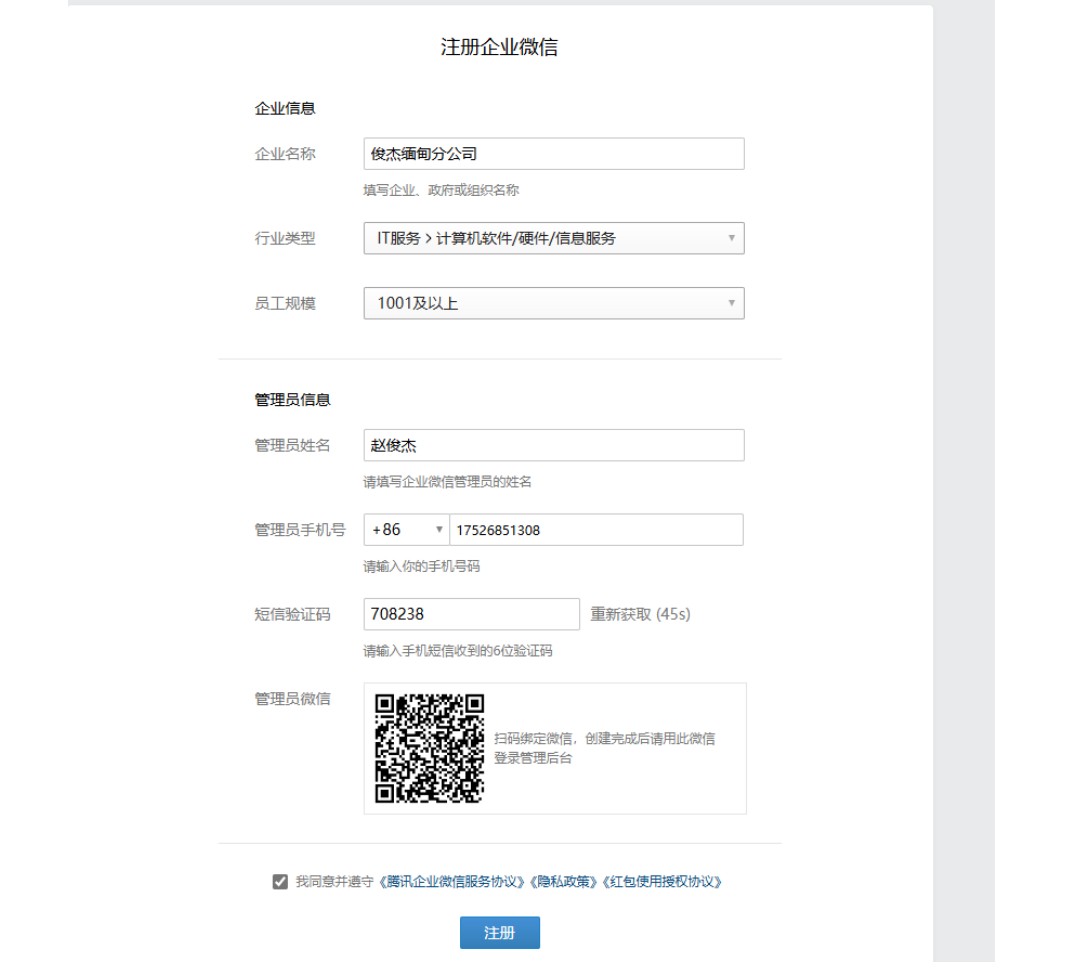 注册企业微信
企业信息
企业名称 俊杰缅甸分公司
填写企业、政府或组织名称
行业类型 IT服务 > 计算机软件/硬件/信息服务
员工规模 1001及以上
管理员信息
管理员姓名 赵俊杰
请填写企业微信管理员的姓名
管理员手机号 +86 17526851308
请输入你的手机号码
短信验证码 708238 重新获取 (45s)
请输入手机短信收到的6位验证码
管理员微信
扫码绑定微信，创建完成后请用此微信
登录管理后台
我同意并遵守《腾讯企业微信服务协议》《隐私政策》《红包使用授权协议》
注册